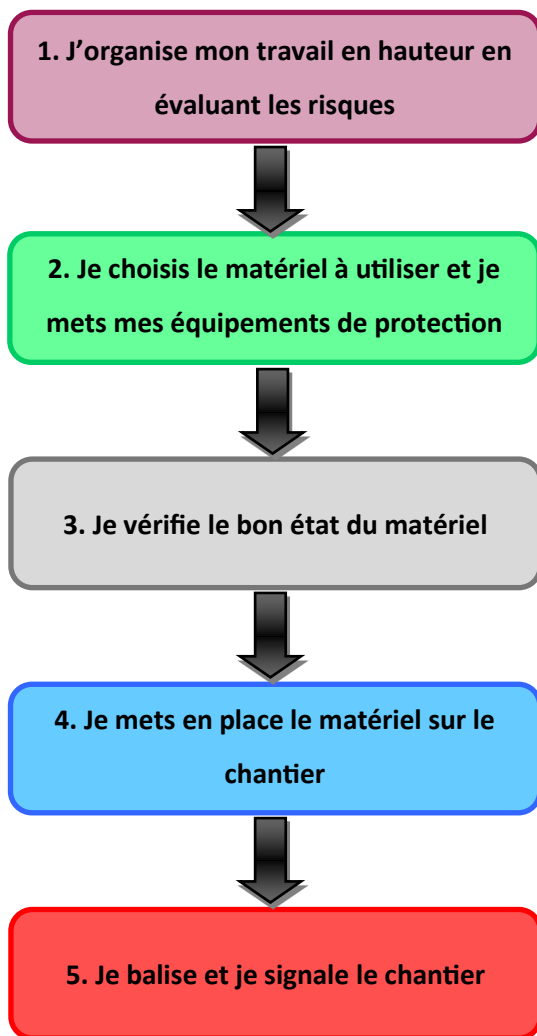 1. J’organise mon travail en hauteur en
évaluant les risques
2. Je choisis le matériel à utiliser et je
mets mes équipements de protection
3. Je vérifie le bon état du matériel
4. Je mets en place le matériel sur le
chantier
5. Je balise et je signale le chantier